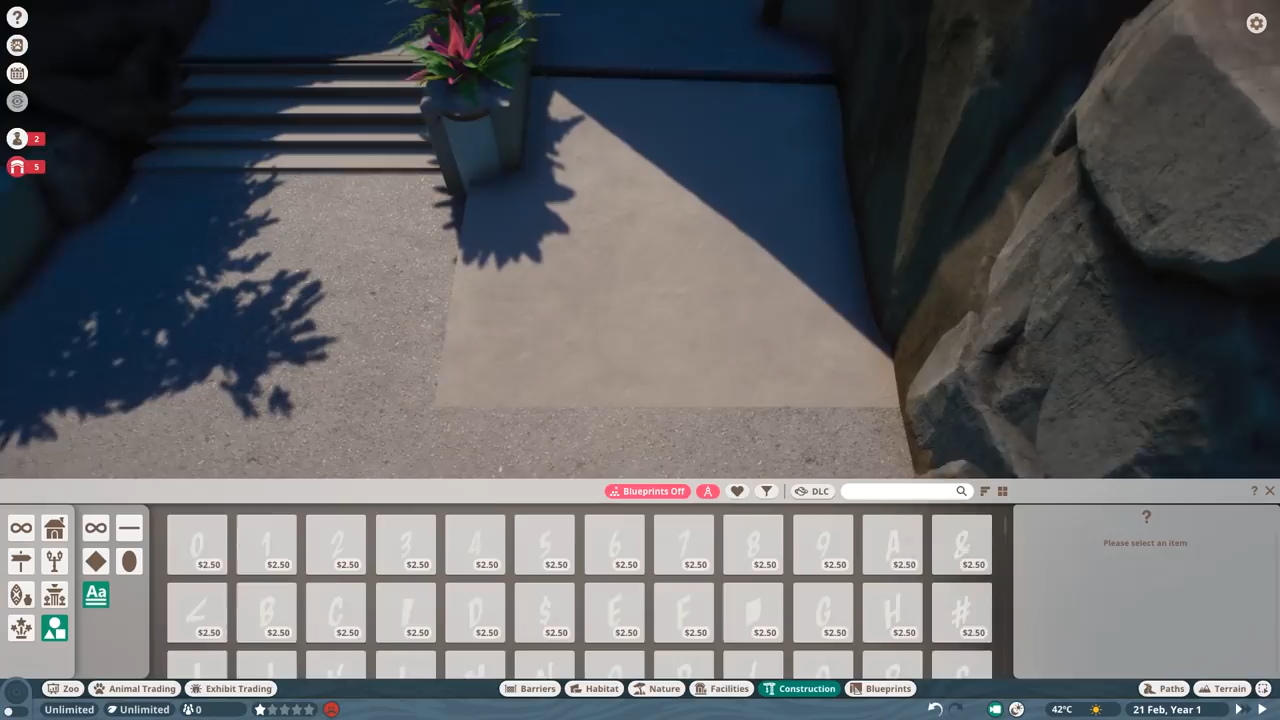 ?
2
5
Blueprints Off
DLC
? ×
Aa
0 $2.50 1 $2.50 2 $2.50 3 $2.50 4 $2.50 5 $2.50 6 $2.50 7 $2.50 8 $2.50 9 $2.50 A $2.50 & $2.50
< $2.50 B $2.50 C $2.50 $2.50 D $2.50 $ $2.50 E $2.50 F $2.50 $2.50 G $2.50 H $2.50 # $2.50
?
Please select an item
Zoo Animal Trading Exhibit Trading Barriers Habitat Nature Facilities Construction Blueprints Paths Terrain
Unlimited Unlimited 0 42°C 21 Feb, Year 1